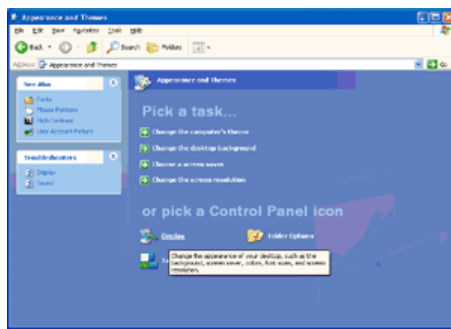 Appearance and Themes
File Edit View Favorites Tools Help
Back Search Folders
Address Appearance and Themes Go
See Also
Fonts
Mouse Pointers
High Contrast
User Account Picture
Troubleshooters
Display
Sound
Appearance and Themes
Pick a task...
Change the computer's theme
Change the desktop background
Choose a screen saver
Change the screen resolution
or pick a Control Panel icon
Display
Folder Options
Change the appearance of your desktop, such as the
background, screen saver, colors, font sizes, and screen
resolution.